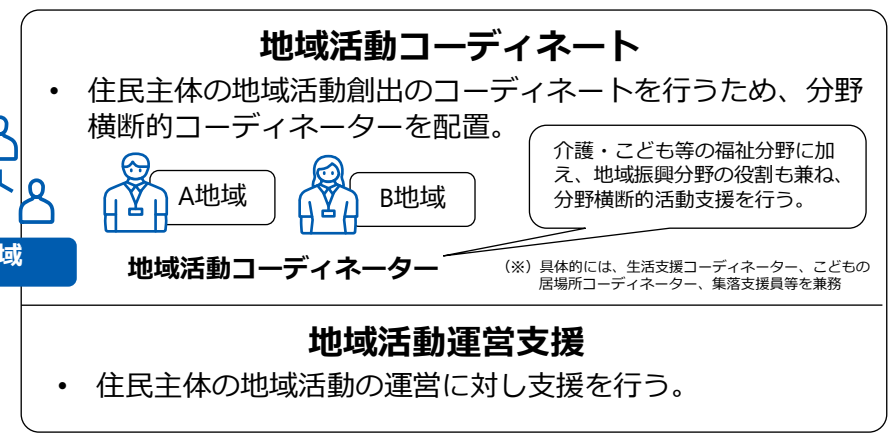 地域活動コーディネート
• 住民主体の地域活動創出のコーディネートを行うため、分野
横断的コーディネーターを配置。
介護・こども等の福祉分野に加
え、地域振興分野の役割も兼ね、
分野横断的活動支援を行う。
A地域
B地域
域
地域活動コーディネーター
（※）具体的には、生活支援コーディネーター、こどもの
居場所コーディネーター、集落支援員等を兼務
地域活動運営支援
• 住民主体の地域活動の運営に対し支援を行う。